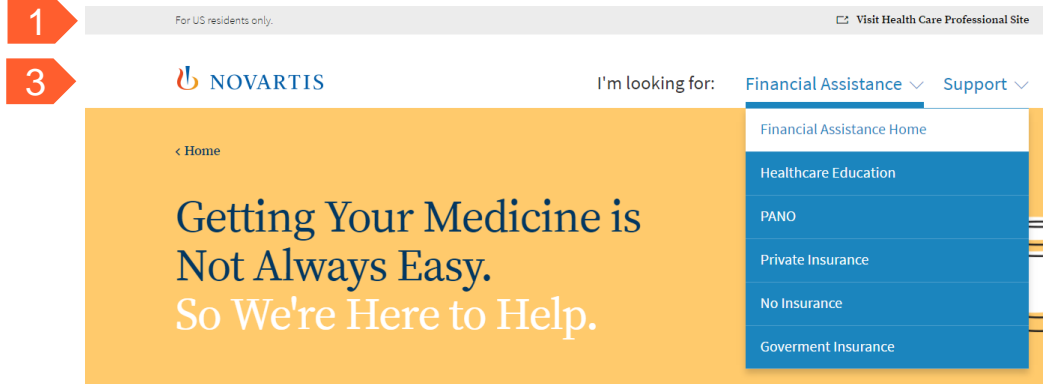 1
For US residents only.
Visit Health Care Professional Site
3
NOVARTIS
I'm looking for:
Financial Assistance
Support
Financial Assistance Home
Healthcare Education
PANO
Private Insurance
No Insurance
Goverment Insurance
< Home
Getting Your Medicine is
Not Always Easy.
So We're Here to Help.